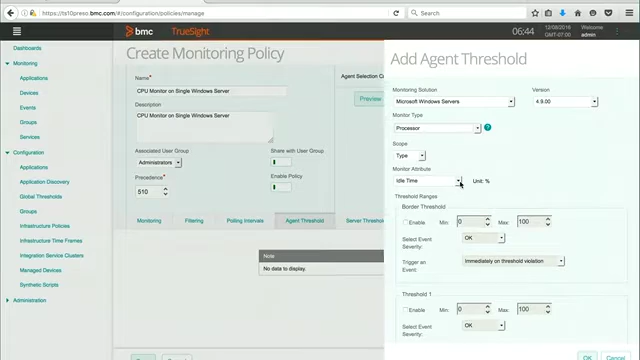 https://ts10preso.bmc.com/#/configuration/policies/manage
Search
bmc
TrueSight
06:44
12/08/2016
GMT-07:00
Welcome
admin
Dashboards
Monitoring
Applications
Devices
Events
Groups
Services
Configuration
Applications
Application Discovery
Global Thresholds
Groups
Infrastructure Policies
Infrastructure Time Frames
Integration Service Clusters
Managed Devices
Synthetic Scripts
Administration
Create Monitoring Policy
Name*
CPU Monitor on Single Windows Server
Description
CPU Monitor on Single Windows Server
Associated User Group
Administrators
Share with User Group
Precedence*
510
Enable Policy
Preview
Monitoring
Filtering
Polling Intervals
Agent Threshold
Note
No data to display.
Add Agent Threshold
Monitoring Solution
Microsoft Windows Servers
Version
4.9.00
Monitor Type
Processor
Scope
Type
Monitor Attribute
Idle Time
Unit: %
Threshold Ranges
Border Threshold
Enable
Min:
0
Max:
100
Select Event Severity:
OK
Trigger an Event:
Immediately on threshold violation
Threshold 1
Enable
Min:
0
Max:
100
Select Event Severity:
OK
OK
Cancel